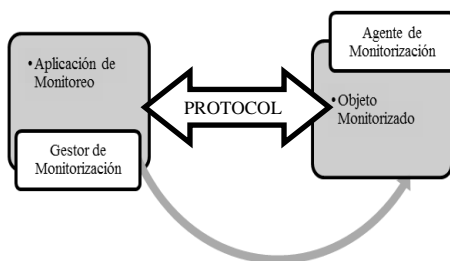 •Aplicación de
Monitoreo
Gestor de
Monitorización
PROTOCOL
Agente de
Monitorización
•Objeto
Monitorizado